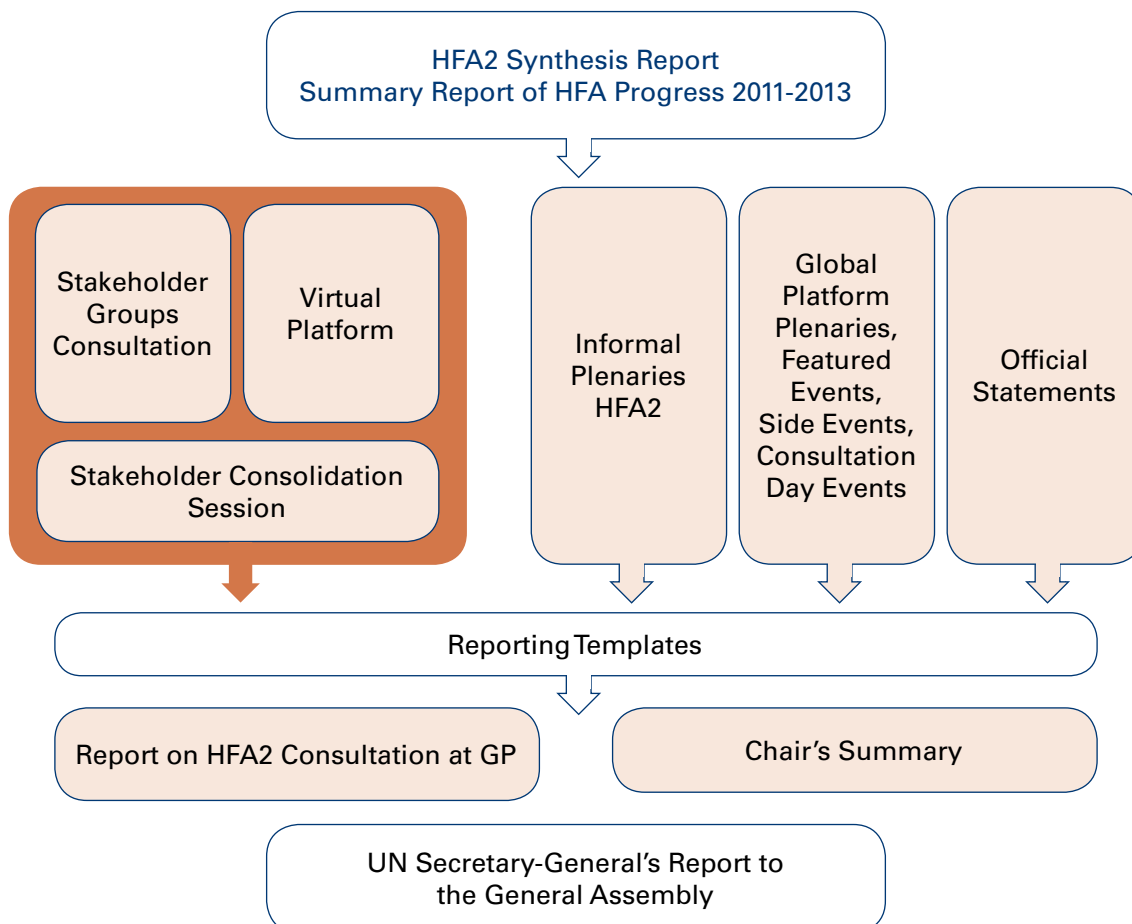 HFA2 Synthesis Report
Summary Report of HFA Progress 2011-2013
Stakeholder
Groups
Consultation
Virtual
Platform
Stakeholder Consolidation
Session
Informal
Plenaries
HFA2
Global
Platform
Plenaries,
Featured
Events,
Side Events,
Consultation
Day Events
Official
Statements
Reporting Templates
Report on HFA2 Consultation at GP
Chair’s Summary
UN Secretary-General’s Report to
the General Assembly